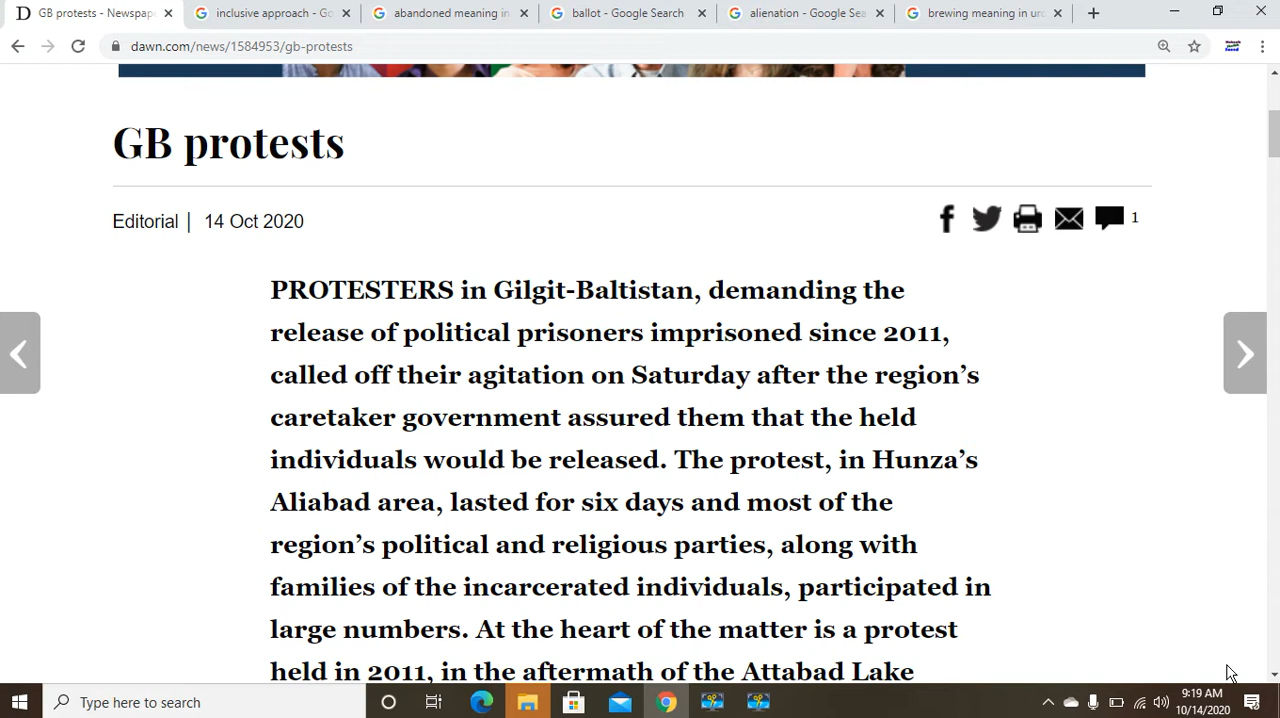 GB protests - Newspap
inclusive approach - Go
abandoned meaning in
ballot - Google Search
alienation - Google Sea
brewing meaning in urd
dawn.com/news/1584953/gb-protests
GB protests
Editorial | 14 Oct 2020
1
PROTESTERS in Gilgit-Baltistan, demanding the
release of political prisoners imprisoned since 2011,
called off their agitation on Saturday after the region's
caretaker government assured them that the held
individuals would be released. The protest, in Hunza's
Aliabad area, lasted for six days and most of the
region's political and religious parties, along with
families of the incarcerated individuals, participated in
large numbers. At the heart of the matter is a protest
held in 2011, in the aftermath of the Attabad Lake
Type here to search
9:19 AM
10/14/2020